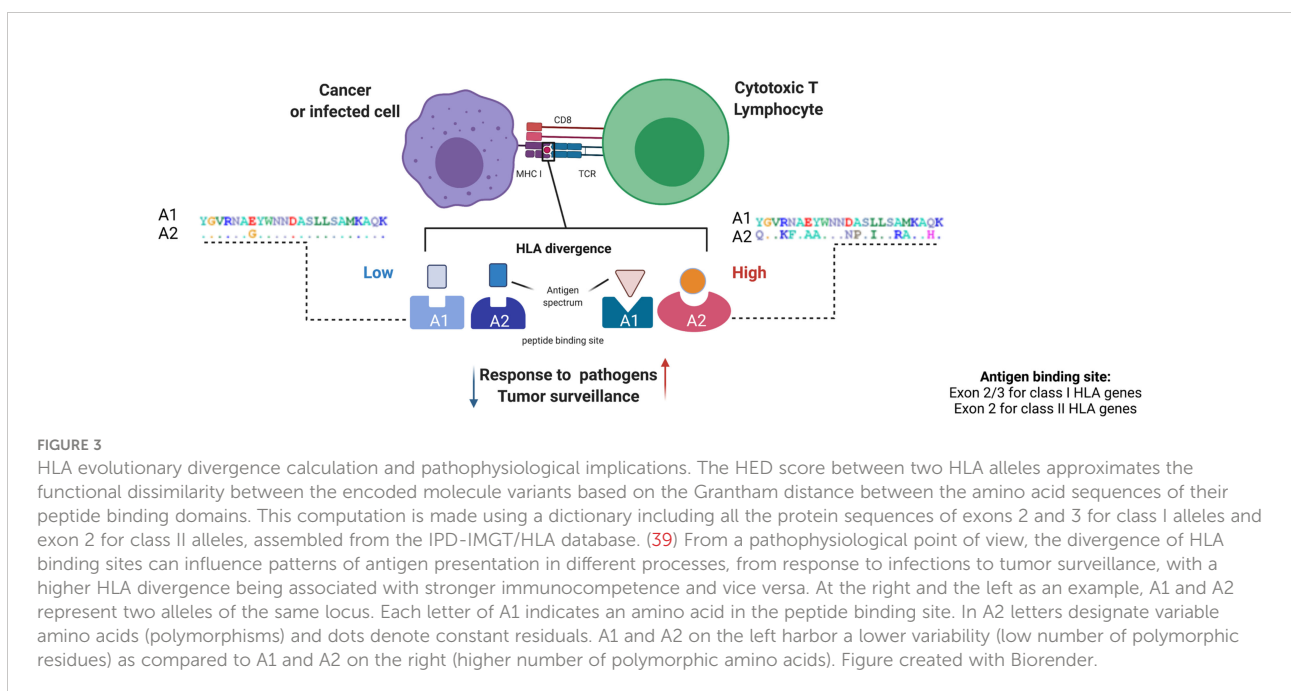 Cancer
or infected cell
Cytotoxic T
Lymphocyte
CD8
MHC I
TCR
A1 YGVRNAEYWNNDASLLSAMKAQK
A2 ......G................
A1 YGVRNAEYWNNDASLLSAMKAQK
A2 Q..KF.AA...NP.I..RA..H.
HLA divergence
Low
High
Antigen
spectrum
A1
A2
A1
A2
peptide binding site
Response to pathogens
Tumor surveillance
Antigen binding site:
Exon 2/3 for class I HLA genes
Exon 2 for class II HLA genes
FIGURE 3
HLA evolutionary divergence calculation and pathophysiological implications. The HED score between two HLA alleles approximates the
functional dissimilarity between the encoded molecule variants based on the Grantham distance between the amino acid sequences of their
peptide binding domains. This computation is made using a dictionary including all the protein sequences of exons 2 and 3 for class I alleles and
exon 2 for class II alleles, assembled from the IPD-IMGT/HLA database. (39) From a pathophysiological point of view, the divergence of HLA
binding sites can influence patterns of antigen presentation in different processes, from response to infections to tumor surveillance, with a
higher HLA divergence being associated with stronger immunocompetence and vice versa. At the right and the left as an example, A1 and A2
represent two alleles of the same locus. Each letter of A1 indicates an amino acid in the peptide binding site. In A2 letters designate variable
amino acids (polymorphisms) and dots denote constant residuals. A1 and A2 on the left harbor a lower variability (low number of polymorphic
residues) as compared to A1 and A2 on the right (higher number of polymorphic amino acids). Figure created with Biorender.